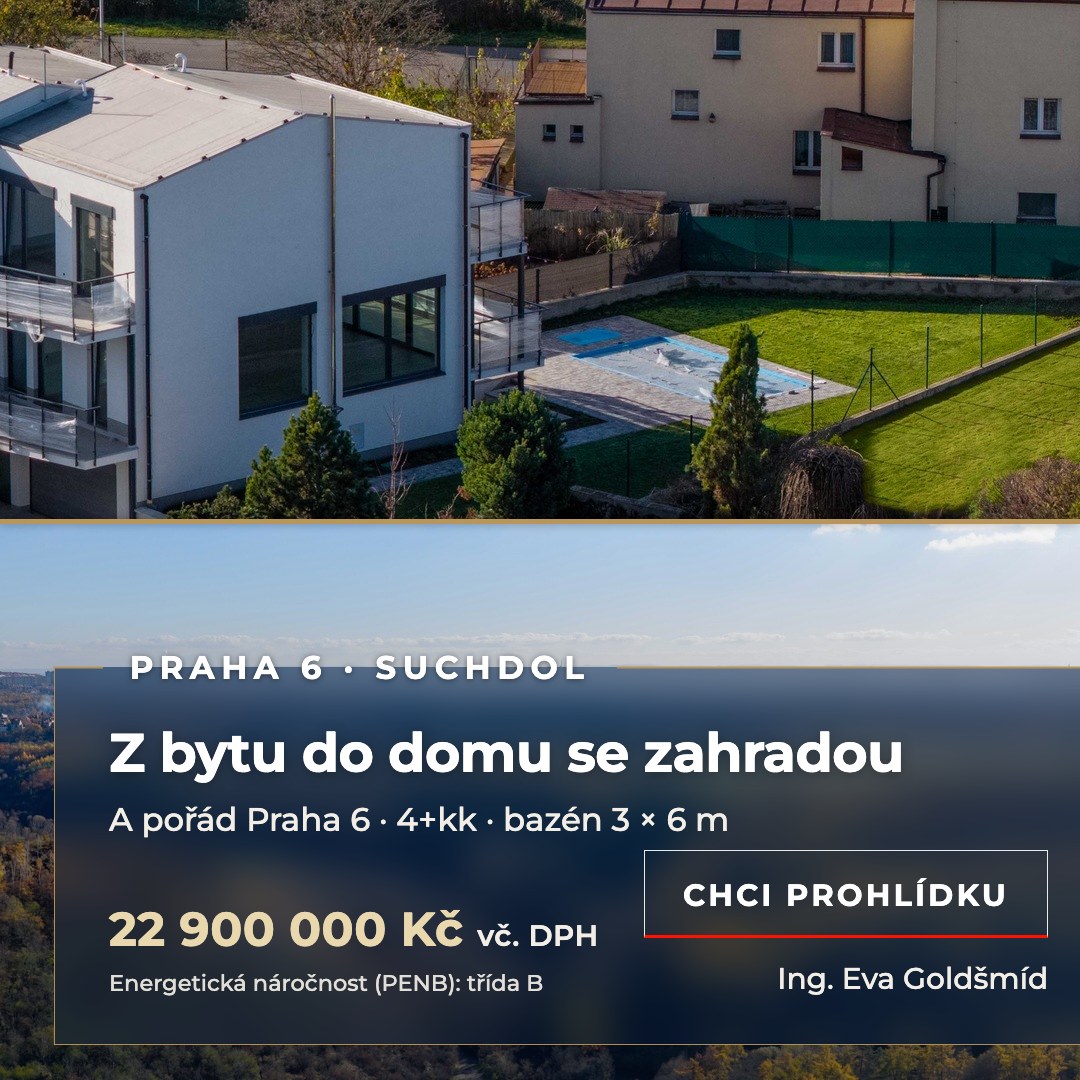 PRAHA 6 · SUCHDOL
Z bytu do domu se zahradou
A pořád Praha 6 · 4+kk · bazén 3 × 6 m
CHCI PROHLÍDKU
22 900 000 Kč vč. DPH
Energetická náročnost (PENB): třída B
Ing. Eva Goldšmíd